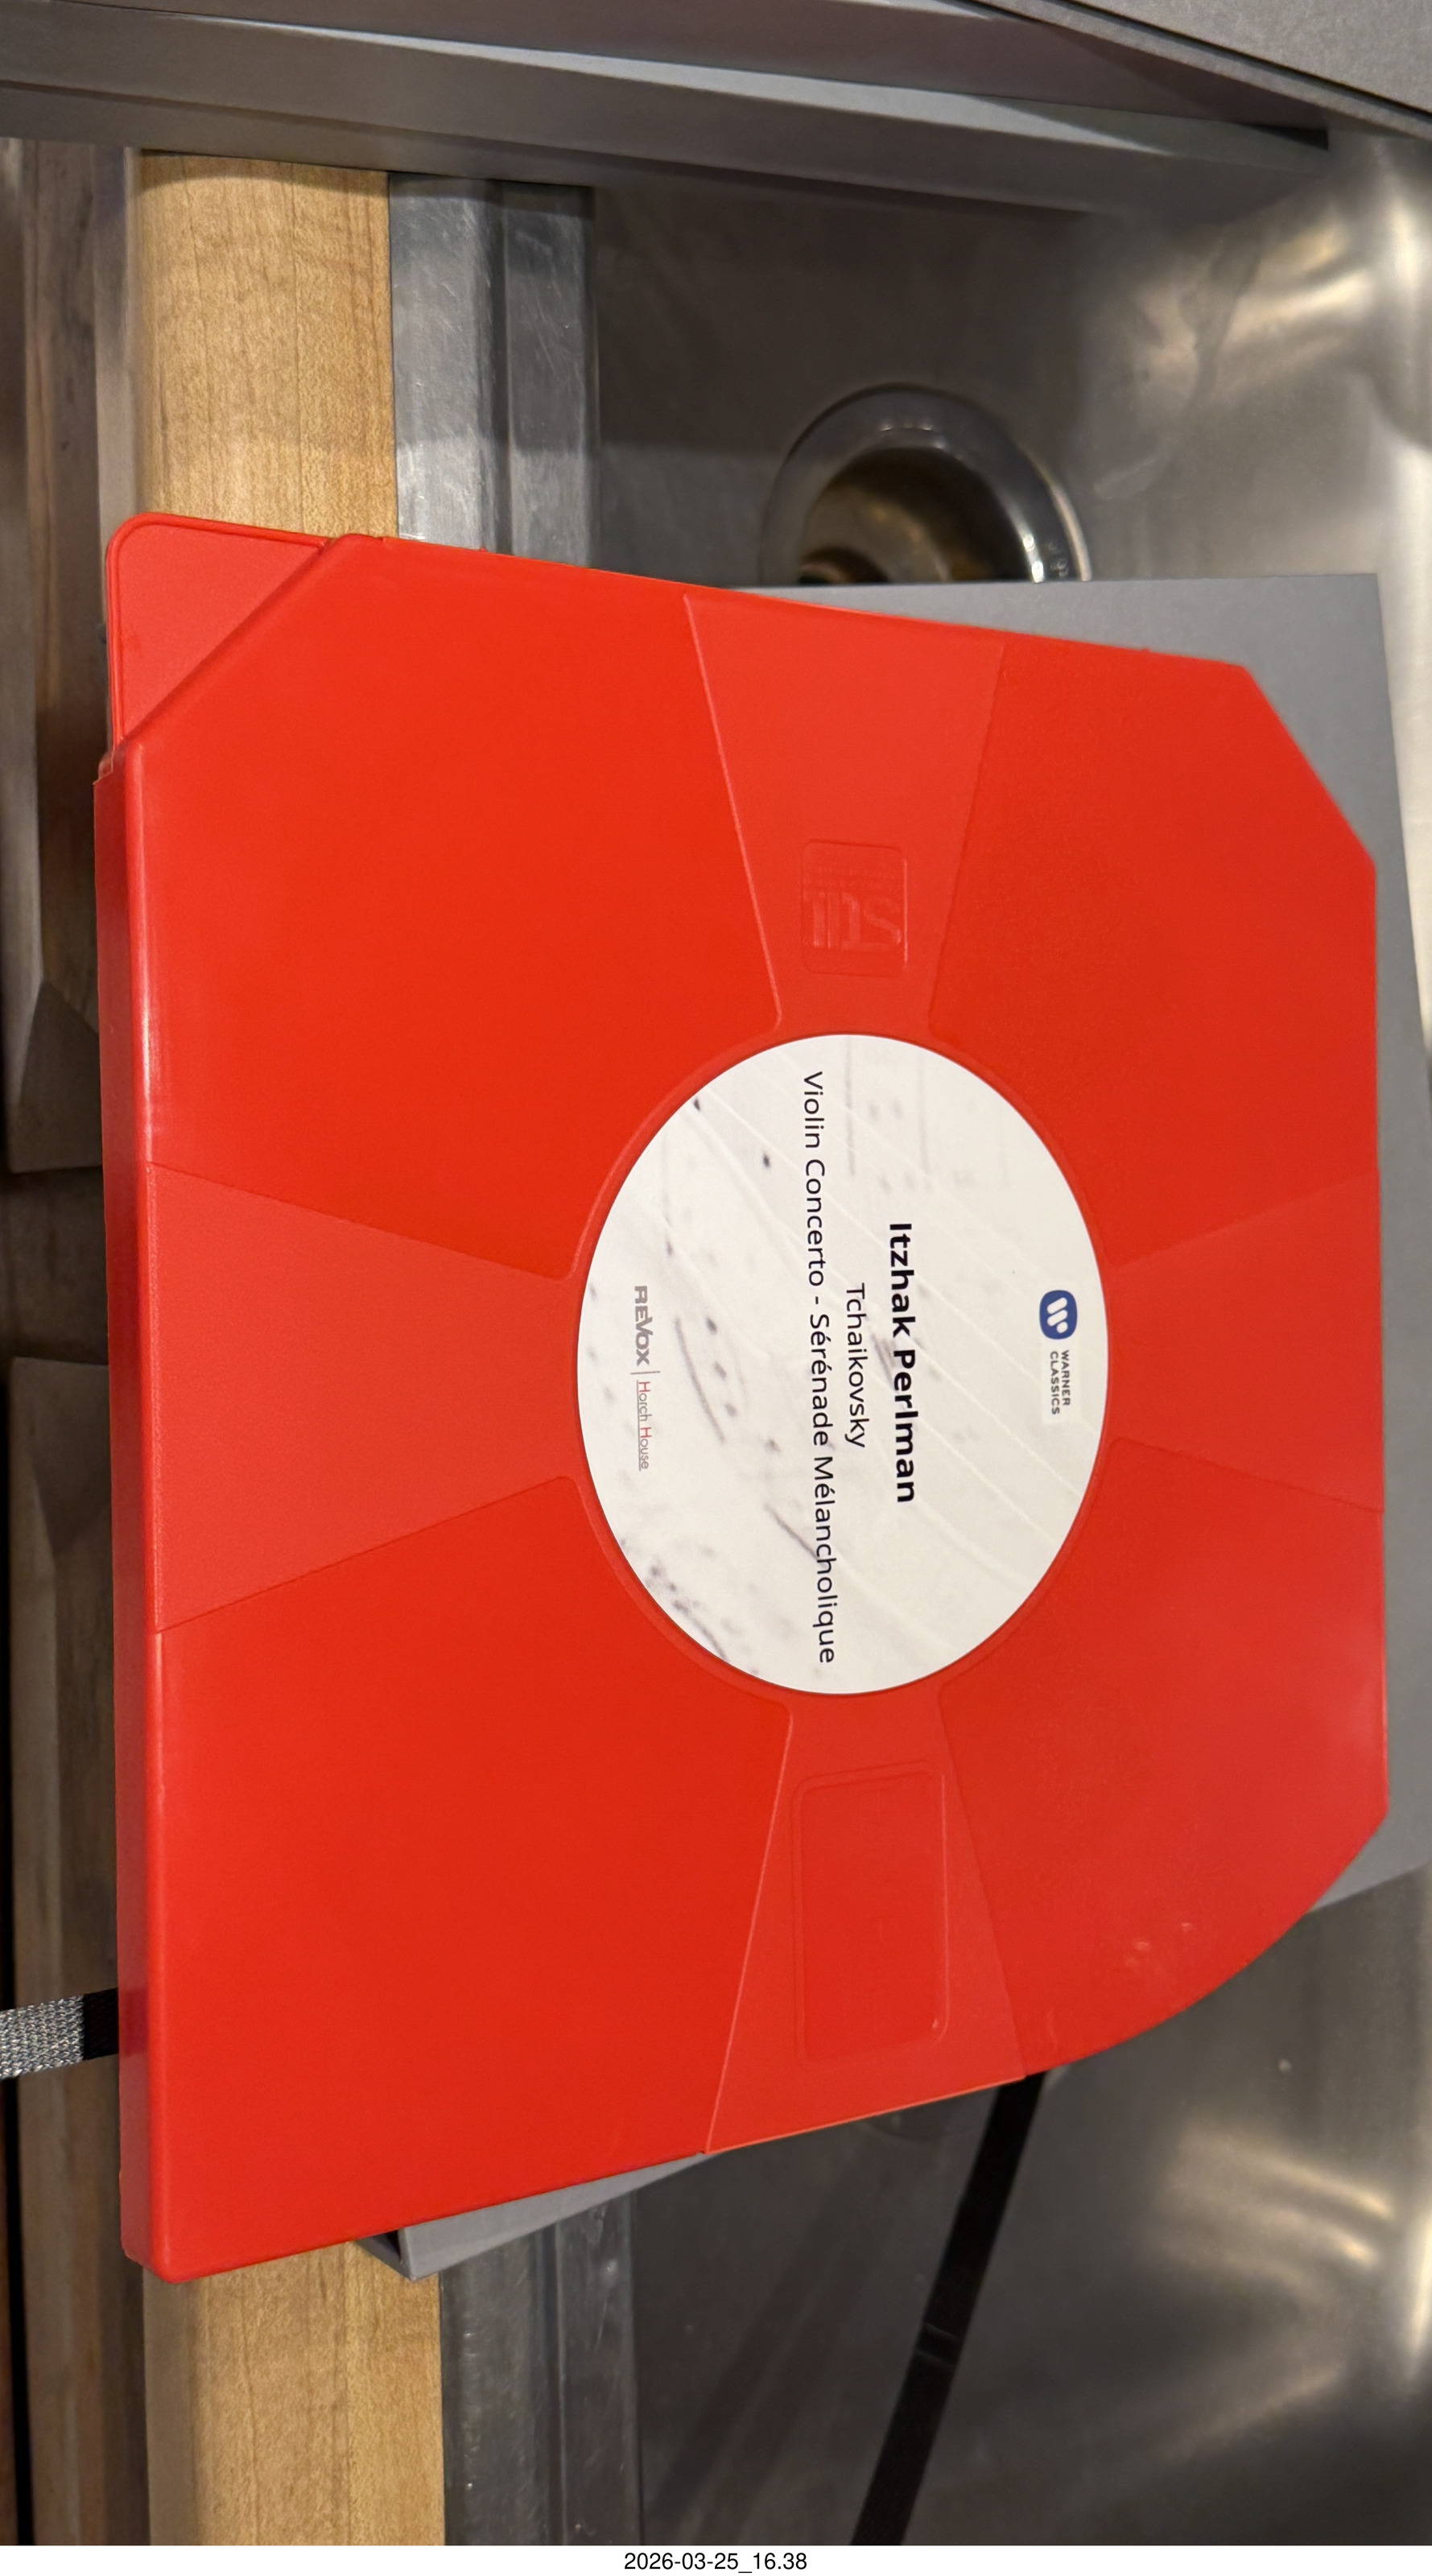 WARNER
CLASSICS
Itzhak Perlman
Tchaikovsky
Violin Concerto - Sérénade Mélancholique
REVOX | Horch House
2026-03-25_16.38